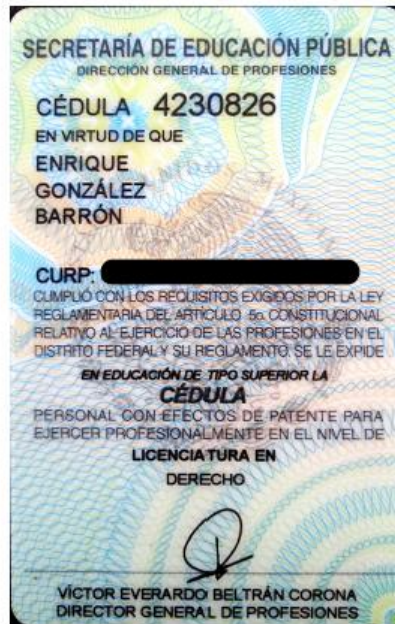 SECRETARÍA DE EDUCACIÓN PÚBLICA
DIRECCIÓN GENERAL DE PROFESIONES
CÉDULA 4230826
EN VIRTUD DE QUE
ENRIQUE
GONZÁLEZ
BARRÓN
CURP:
CUMPLIÓ CON LOS REQUISITOS EXIGIDOS POR LA LEY
REGLAMENTARIA DEL ARTÍCULO 5o. CONSTITUCIONAL
RELATIVO AL EJERCICIO DE LAS PROFESIONES EN EL
DISTRITO FEDERAL Y SU REGLAMENTO. SE LE EXPIDE
EN EDUCACIÓN DE TIPO SUPERIOR LA
CÉDULA
PERSONAL CON EFECTOS DE PATENTE PARA
EJERCER PROFESIONALMENTE EN EL NIVEL DE
LICENCIATURA EN
DERECHO
VÍCTOR EVERARDO BELTRÁN CORONA
DIRECTOR GENERAL DE PROFESIONES